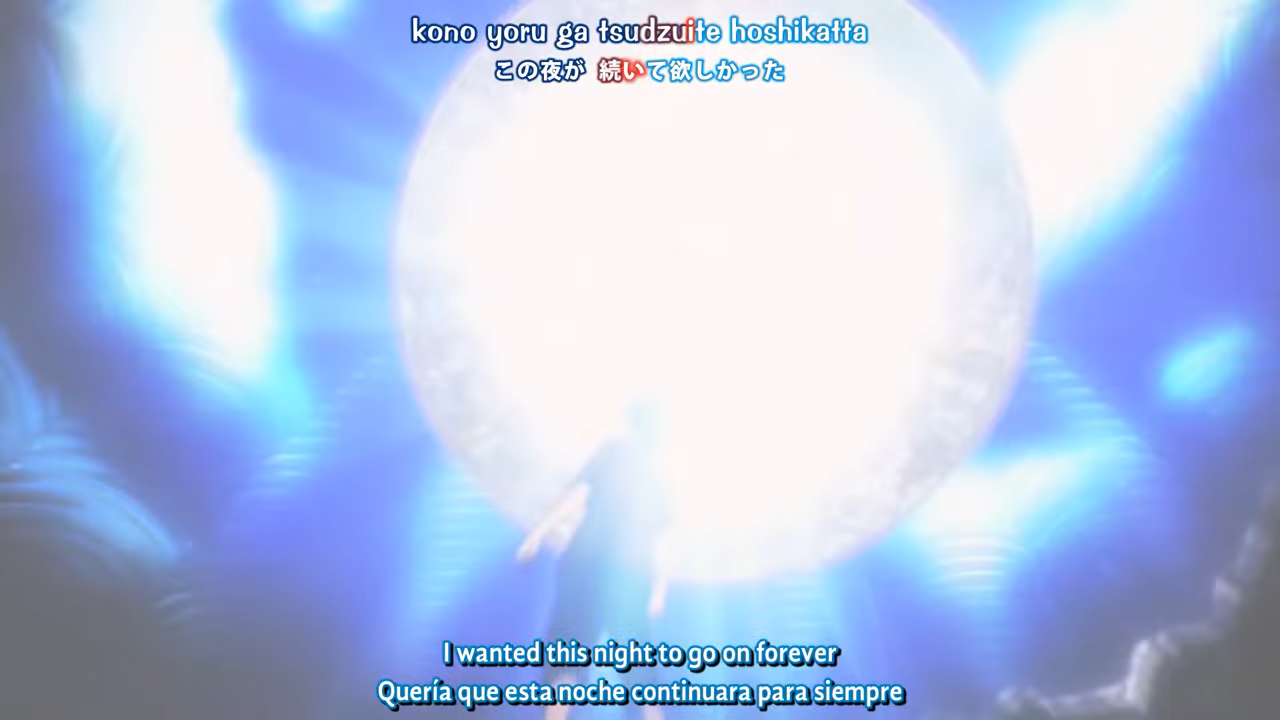 kono yoru ga tsudzuite hoshikatta
この夜が 続いて欲しかった
I wanted this night to go on forever
Quería que esta noche continuara para siempre